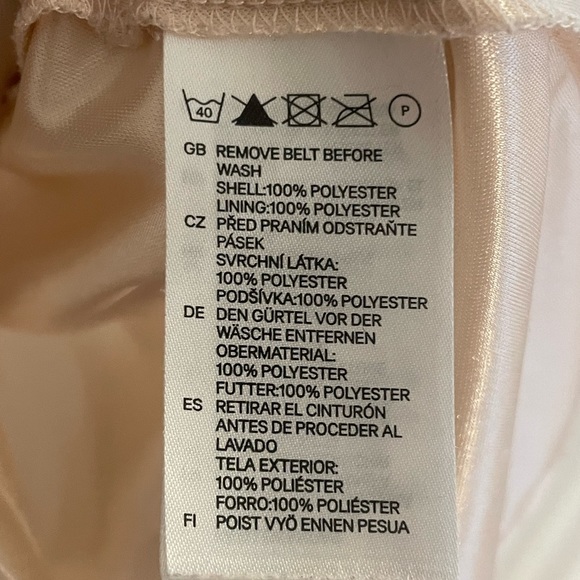 40 P
GB REMOVE BELT BEFORE
WASH
SHELL:100% POLYESTER
LINING:100% POLYESTER
CZ PŘED PRANÍM ODSTRAŇTE
PÁSEK
SVRCHNÍ LÁTKA:
100% POLYESTER
PODŠÍVKA:100% POLYESTER
DE DEN GÜRTEL VOR DER
WÄSCHE ENTFERNEN
OBERMATERIAL:
100% POLYESTER
FUTTER:100% POLYESTER
ES RETIRAR EL CINTURÓN
ANTES DE PROCEDER AL
LAVADO
TELA EXTERIOR:
100% POLIÉSTER
FORRO:100% POLIÉSTER
FI POIST VYÖ ENNEN PESUA